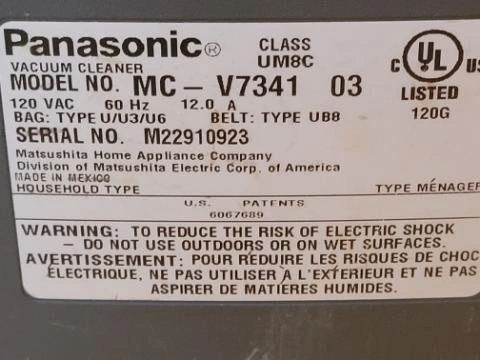 Panasonic® CLASS UM8C
VACUUM CLEANER
MODEL NO. MC – V7341 03
C UL US LISTED 120G
120 VAC 60 Hz 12.0 A
BAG: TYPE U/U3/U6 BELT: TYPE UB8
SERIAL NO. M22910923
Matsushita Home Appliance Company
Division of Matsushita Electric Corp. of America
MADE IN MEXICO
HOUSEHOLD TYPE TYPE MÉNAGER
U.S. PATENTS
6067689
WARNING: TO REDUCE THE RISK OF ELECTRIC SHOCK
– DO NOT USE OUTDOORS OR ON WET SURFACES.
AVERTISSEMENT: POUR RÉDUIRE LES RISQUES DE CHOC
ÉLECTRIQUE, NE PAS UTILISER A L'EXTERIEUR ET NE PAS
ASPIRER DE MATIÈRES HUMIDES.